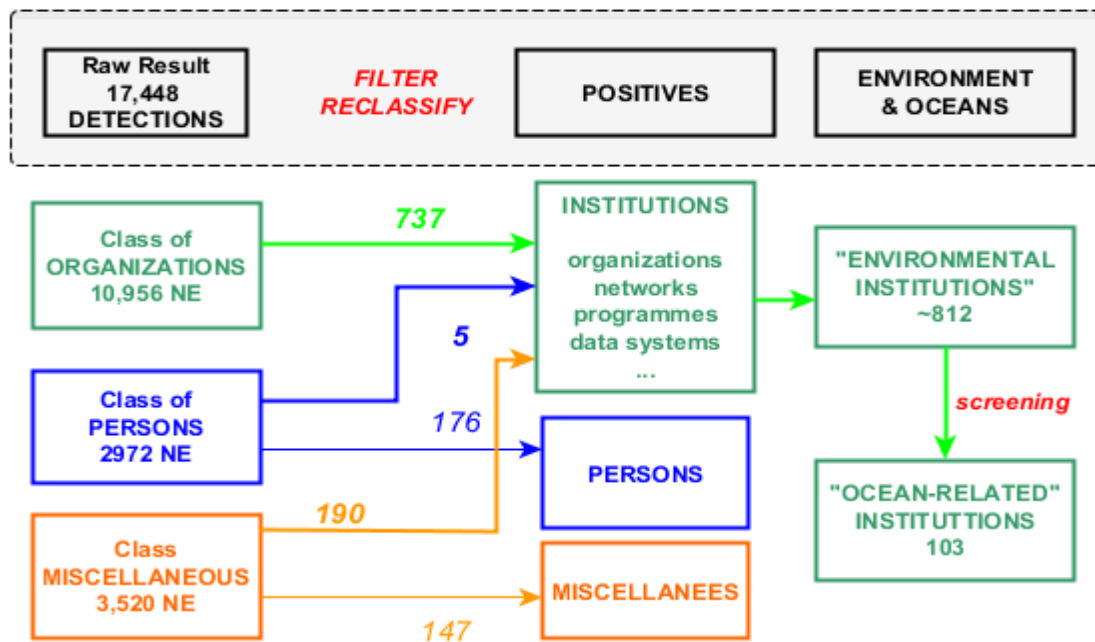 Raw Result
17,448
DETECTIONS
FILTER
RECLASSIFY
POSITIVES
ENVIRONMENT
& OCEANS
Class of
ORGANIZATIONS
10,956 NE
737
INSTITUTIONS
organizations
networks
programmes
data systems
...
"ENVIRONMENTAL
INSTITUTIONS"
~812
5
Class of
PERSONS
2972 NE
176
PERSONS
screening
190
Class
MISCELLANEOUS
3,520 NE
147
MISCELLANEES
"OCEAN-RELATED"
INSTITUTTIONS
103